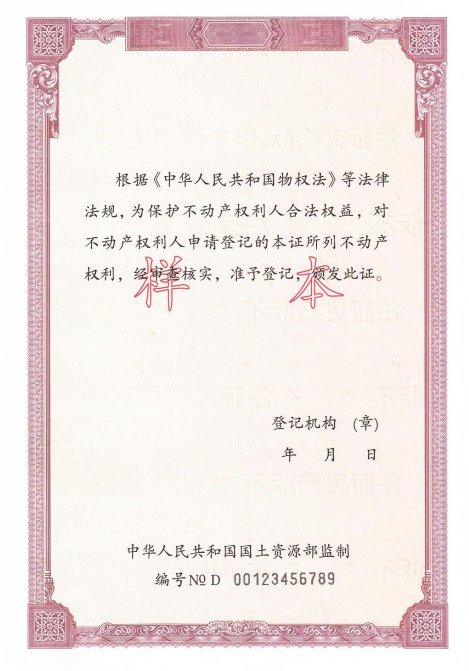 根据《中华人民共和国物权法》等法律
法规，为保护不动产权利人合法权益，对
不动产权利人申请登记的本证所列不动产
权利，经审查核实，准予登记，颁发此证。
样本
登记机构 (章)
年 月 日
中华人民共和国国土资源部监制
编号 № D 00123456789